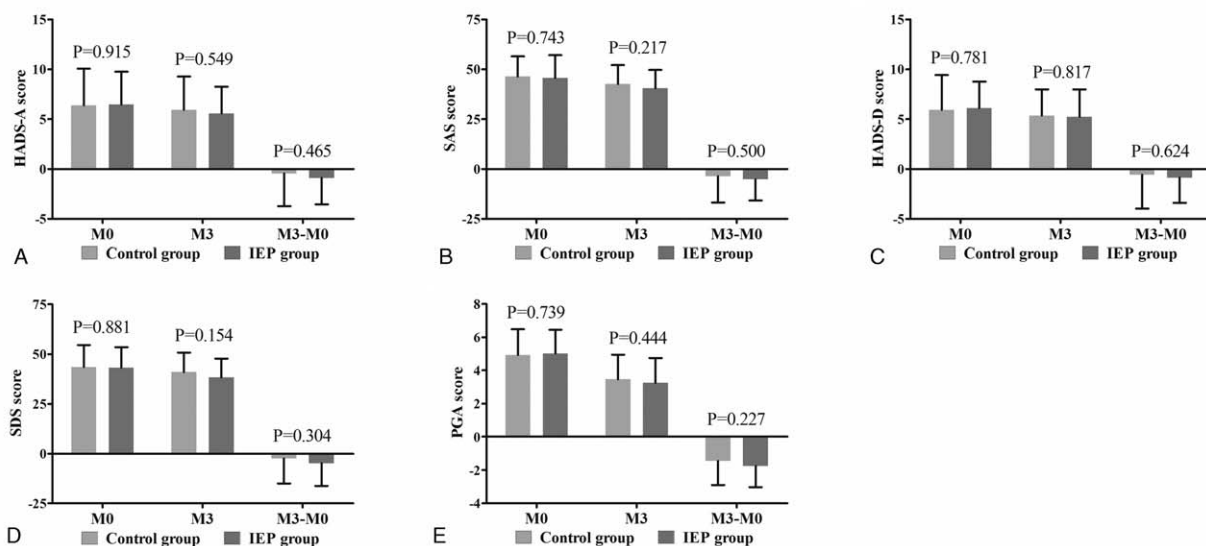 15
10
5
0
-5
HADS-A score
P=0.915
P=0.549
P=0.465
M0
M3
M3-M0
Control group
IEP group
A
75
50
25
0
-25
SAS score
P=0.743
P=0.217
P=0.500
M0
M3
M3-M0
Control group
IEP group
B
15
10
5
0
-5
HADS-D score
P=0.781
P=0.817
P=0.624
M0
M3
M3-M0
Control group
IEP group
C
75
50
25
0
-25
SDS score
P=0.881
P=0.154
P=0.304
M0
M3
M3-M0
Control group
IEP group
D
8
6
4
2
0
-2
-4
PGA score
P=0.739
P=0.444
P=0.227
M0
M3
M3-M0
Control group
IEP group
E